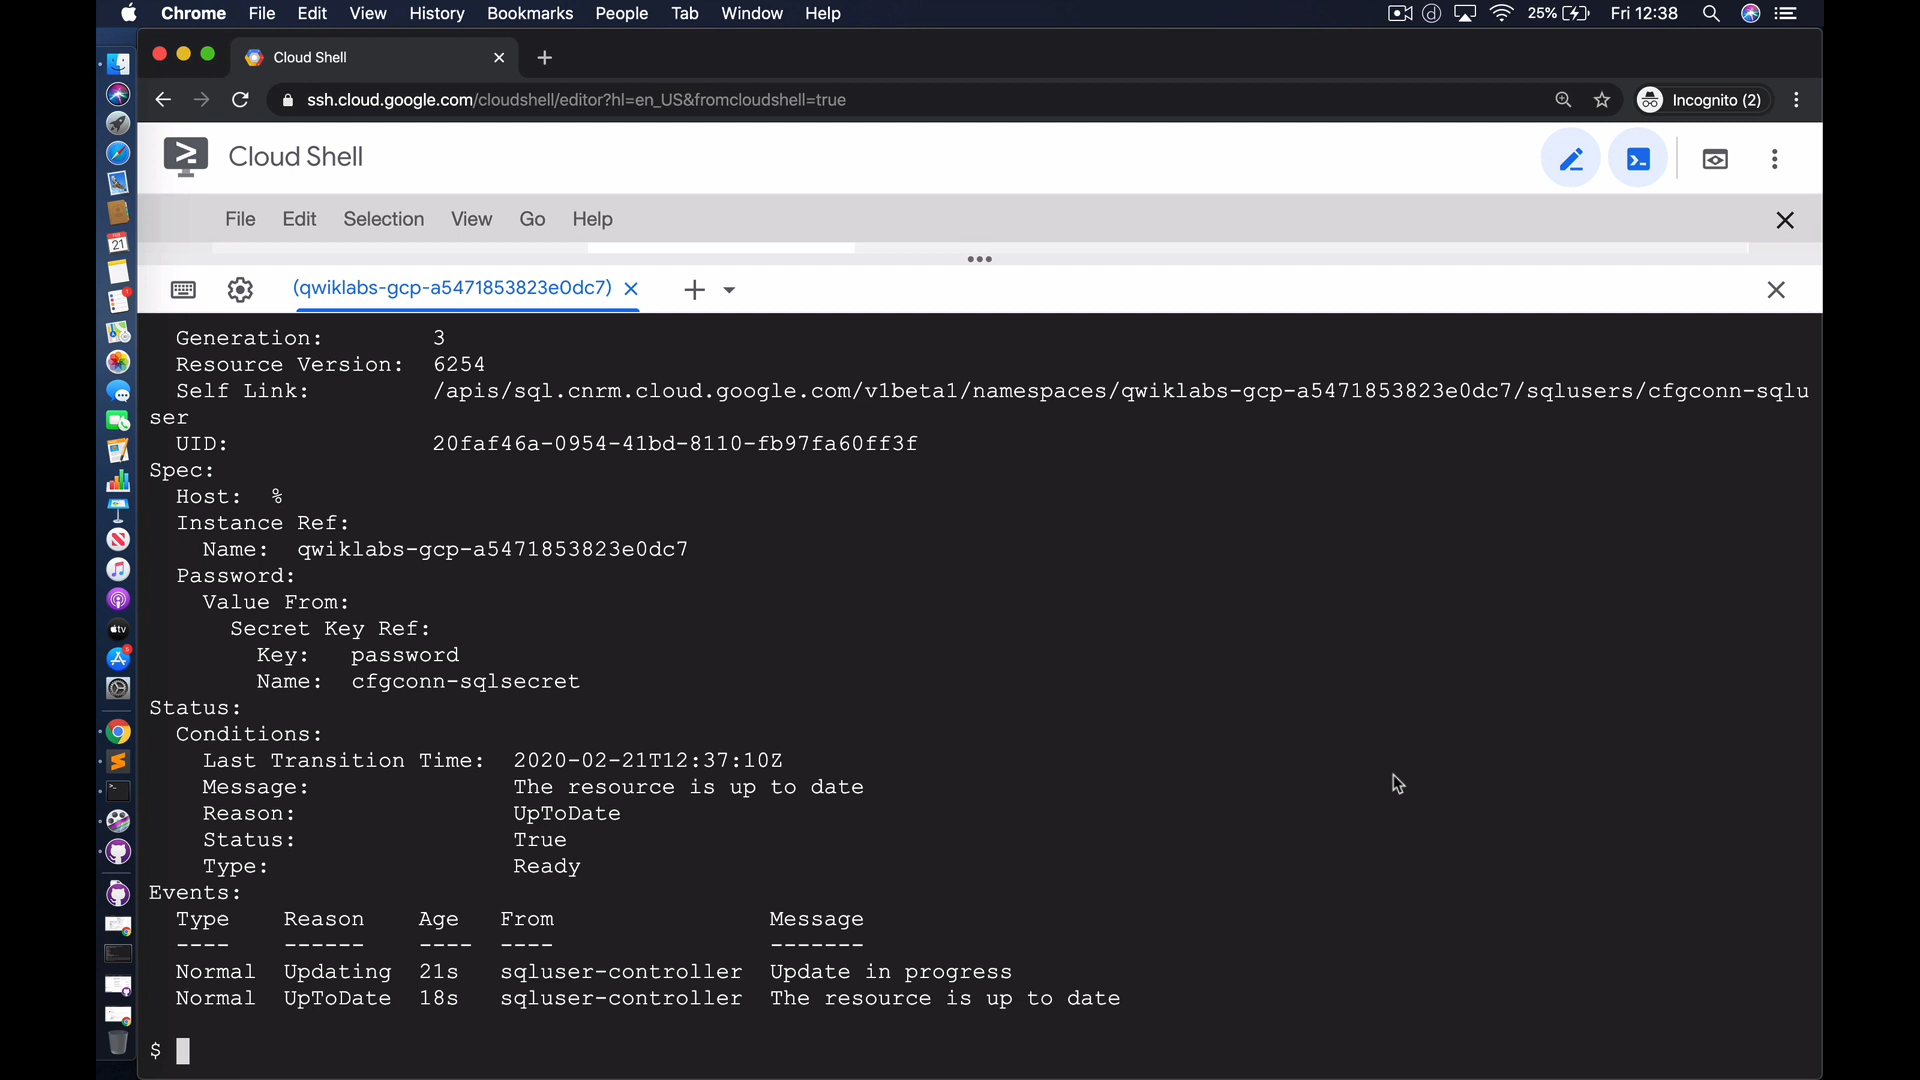 Chrome File Edit View History Bookmarks People Tab Window Help 25% Fri 12:38
Cloud Shell
ssh.cloud.google.com/cloudshell/editor?hl=en_US&fromcloudshell=true Incognito (2)
Cloud Shell
File Edit Selection View Go Help
(qwiklabs-gcp-a5471853823e0dc7)
Generation: 3
Resource Version: 6254
Self Link: /apis/sql.cnrm.cloud.google.com/v1beta1/namespaces/qwiklabs-gcp-a5471853823e0dc7/sqlusers/cfgconn-sqlu
ser
UID: 20faf46a-0954-41bd-8110-fb97fa60ff3f
Spec:
Host: %
Instance Ref:
Name: qwiklabs-gcp-a5471853823e0dc7
Password:
Value From:
Secret Key Ref:
Key: password
Name: cfgconn-sqlsecret
Status:
Conditions:
Last Transition Time: 2020-02-21T12:37:10Z
Message: The resource is up to date
Reason: UpToDate
Status: True
Type: Ready
Events:
Type Reason Age From Message
---- ------ ---- ---- -------
Normal Updating 21s sqluser-controller Update in progress
Normal UpToDate 18s sqluser-controller The resource is up to date
$